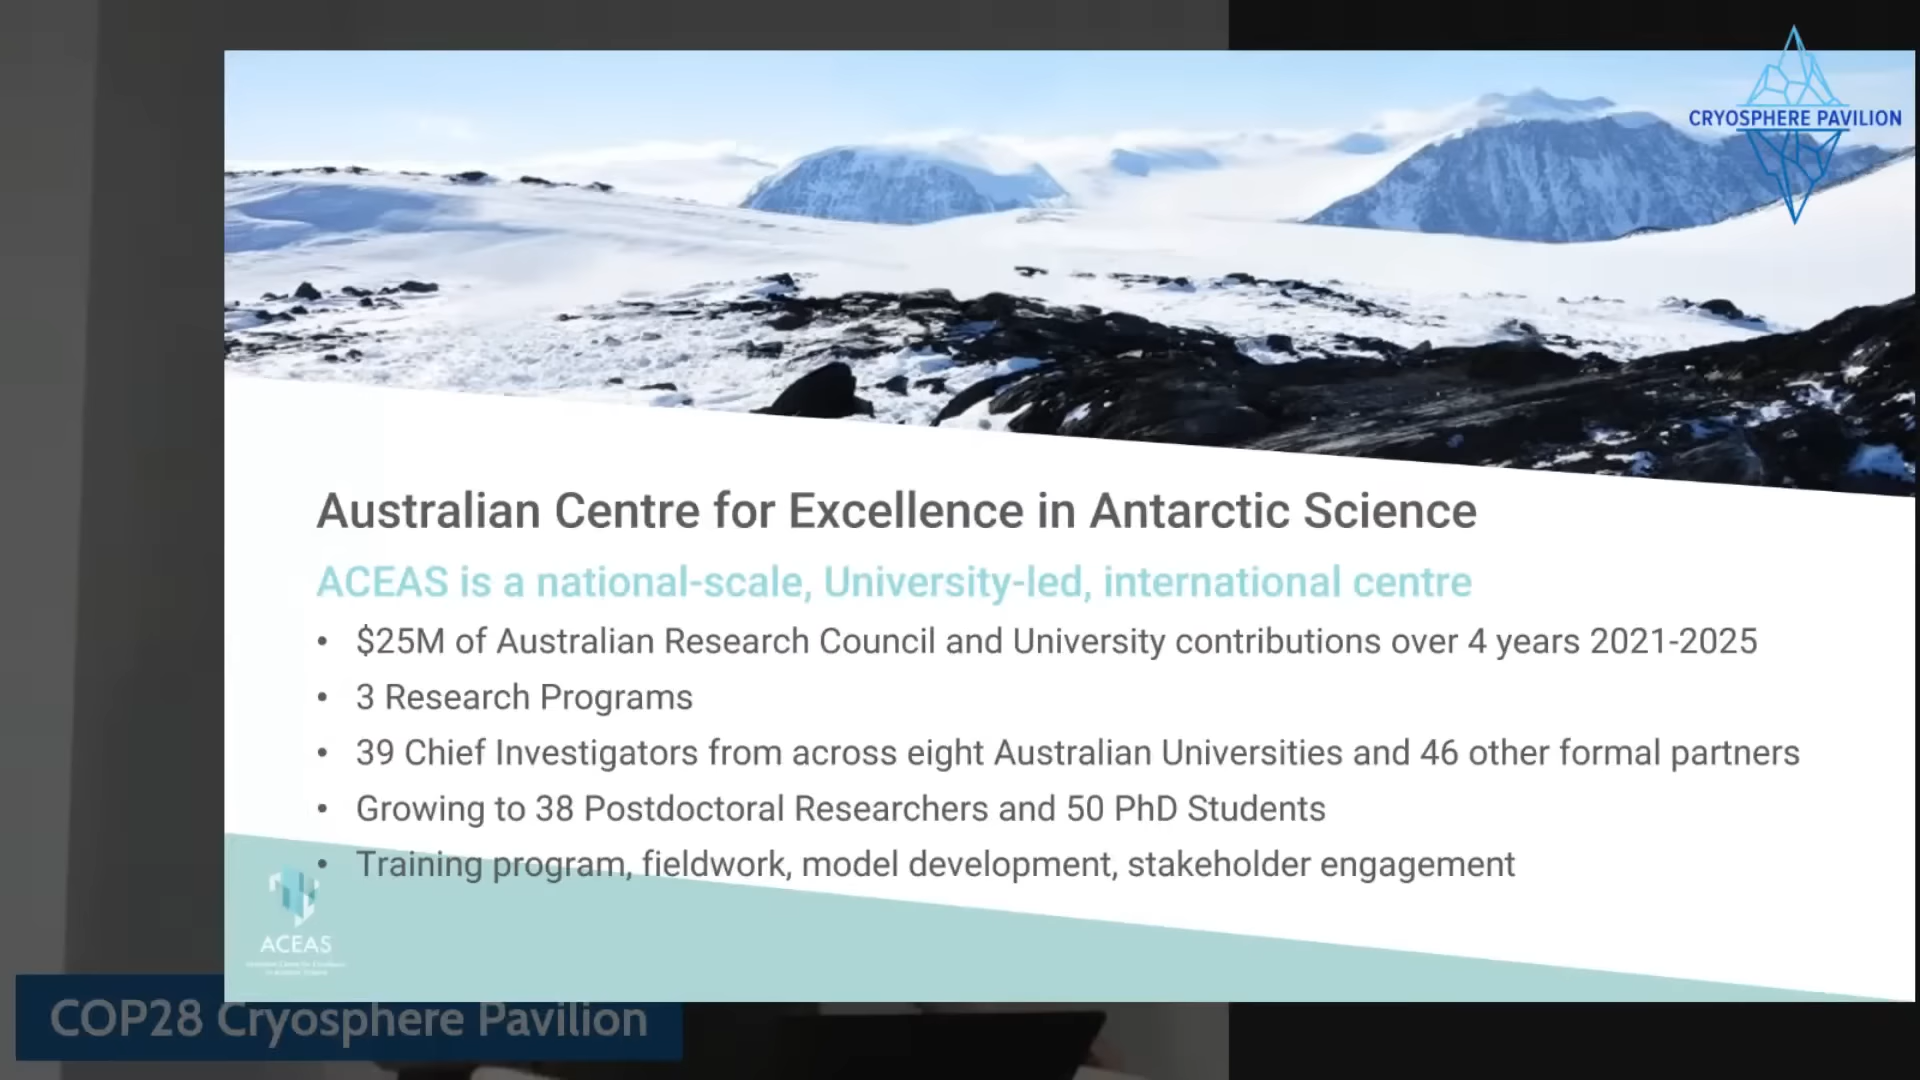 CRYOSPHERE PAVILION
Australian Centre for Excellence in Antarctic Science
ACEAS is a national-scale, University-led, international centre
• $25M of Australian Research Council and University contributions over 4 years 2021-2025
• 3 Research Programs
• 39 Chief Investigators from across eight Australian Universities and 46 other formal partners
• Growing to 38 Postdoctoral Researchers and 50 PhD Students
• Training program, fieldwork, model development, stakeholder engagement
ACEAS
COP28 Cryosphere Pavilion